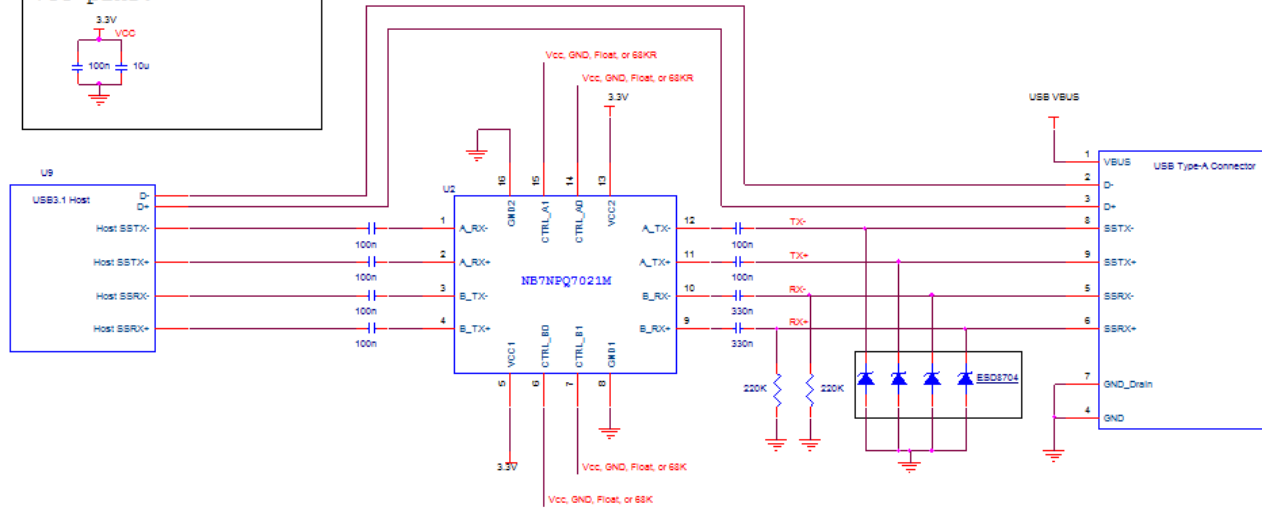 3.3V
VCC
100n
10u
Vcc, GND, Float, or 68KR
Vcc, GND, Float, or 68KR
3.3V
USB VBUS
U9
USB3.1 Host
D-
D+
Host SSTX-
Host SSTX+
Host SSRX-
Host SSRX+
100n
100n
100n
100n
U2
NB7NPQ7021M
16
15
14
13
GND2
CTRL_A1
CTRL_A0
VCC2
1
A_RX-
2
A_RX+
3
B_TX-
4
B_TX+
A_TX-
12
A_TX+
11
B_RX-
10
B_RX+
9
VCC1
CTRL_B0
CTRL_B1
GND1
5
6
7
8
3.3V
Vcc, GND, Float, or 68K
Vcc, GND, Float, or 68K
100n
100n
330n
330n
TX-
TX+
RX-
RX+
220K
220K
ESD8704
USB Type-A Connector
1
VBUS
2
D-
3
D+
8
SSTX-
9
SSTX+
5
SSRX-
6
SSRX+
7
GND_Drain
4
GND